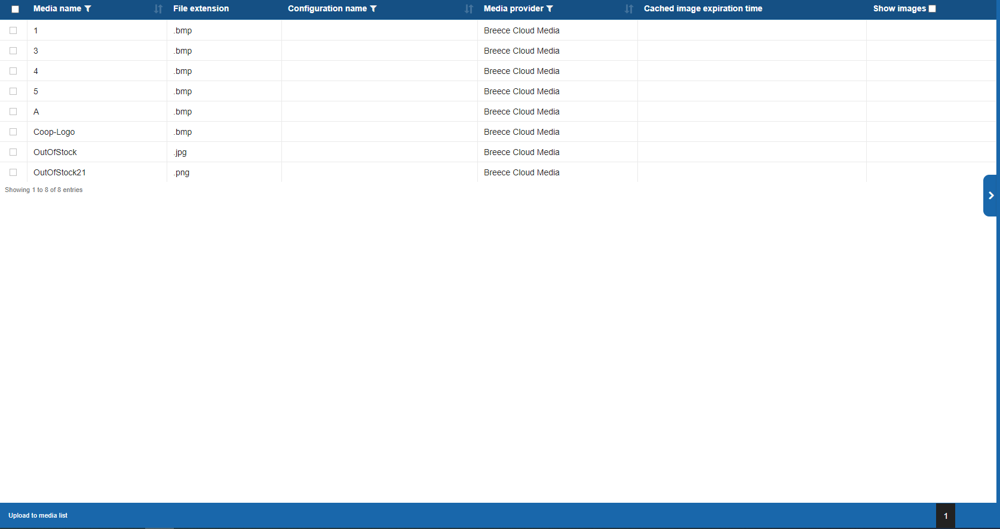 Media name File extension Configuration name Media provider Cached image expiration time Show images
1 .bmp Breece Cloud Media
3 .bmp Breece Cloud Media
4 .bmp Breece Cloud Media
5 .bmp Breece Cloud Media
A .bmp Breece Cloud Media
Coop-Logo .bmp Breece Cloud Media
OutOfStock .jpg Breece Cloud Media
OutOfStock21 .png Breece Cloud Media
Showing 1 to 8 of 8 entries
Upload to media list 1